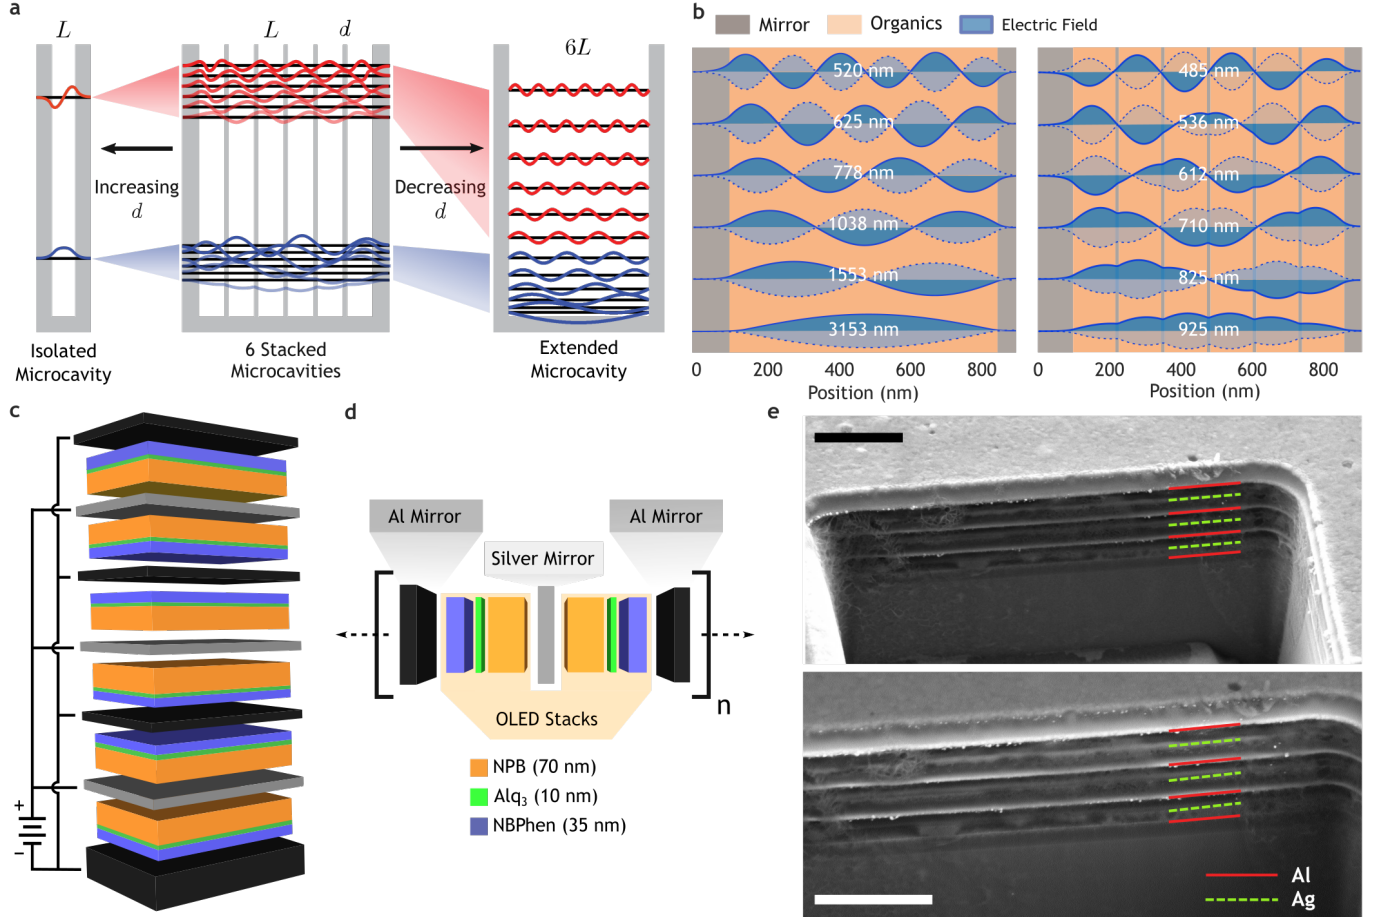 a
L
L
d
6L
Increasing
d
Decreasing
d
Isolated
Microcavity
6 Stacked
Microcavities
Extended
Microcavity
b
Mirror
Organics
Electric Field
520 nm
625 nm
778 nm
1038 nm
1553 nm
3153 nm
0
200
400
600
800
Position (nm)
485 nm
536 nm
612 nm
710 nm
825 nm
925 nm
0
200
400
600
800
Position (nm)
c
+
−
d
Al Mirror
Al Mirror
Silver Mirror
n
OLED Stacks
NPB (70 nm)
Alq₃ (10 nm)
NBPhen (35 nm)
e
Al
Ag